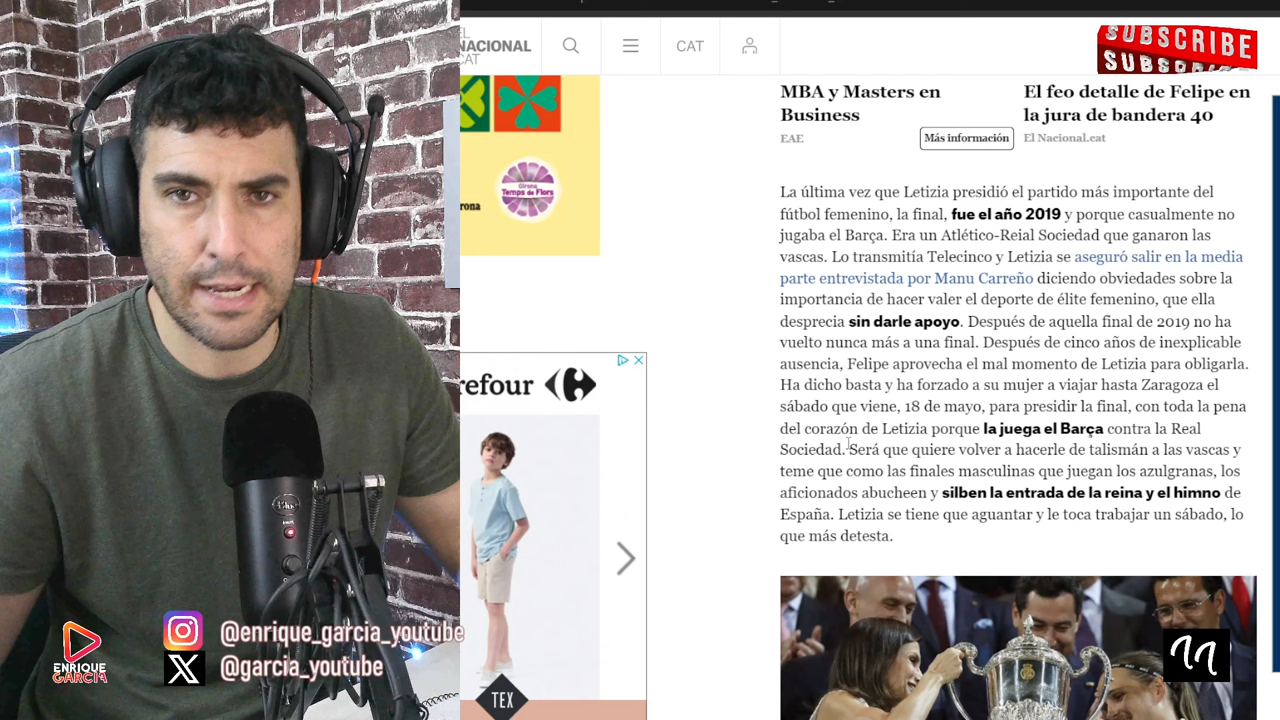 EL
NACIONAL
CAT
CAT
SUBSCRIBE
SUBSCRIBE
MBA y Masters en
Business
EAE
Más información
El feo detalle de Felipe en
la jura de bandera 40
El Nacional.cat
Girona
Temps de Flors
rona
refour
TEX
La última vez que Letizia presidió el partido más importante del
fútbol femenino, la final, fue el año 2019 y porque casualmente no
jugaba el Barça. Era un Atlético-Reial Sociedad que ganaron las
vascas. Lo transmitía Telecinco y Letizia se aseguró salir en la media
parte entrevistada por Manu Carreño diciendo obviedades sobre la
importancia de hacer valer el deporte de élite femenino, que ella
desprecia sin darle apoyo. Después de aquella final de 2019 no ha
vuelto nunca más a una final. Después de cinco años de inexplicable
ausencia, Felipe aprovecha el mal momento de Letizia para obligarla.
Ha dicho basta y ha forzado a su mujer a viajar hasta Zaragoza el
sábado que viene, 18 de mayo, para presidir la final, con toda la pena
del corazón de Letizia porque la juega el Barça contra la Real
Sociedad. Será que quiere volver a hacerle de talismán a las vascas y
teme que como las finales masculinas que juegan los azulgranas, los
aficionados abucheen y silben la entrada de la reina y el himno de
España. Letizia se tiene que aguantar y le toca trabajar un sábado, lo
que más detesta.
Blue
@enrique_garcia_youtube
@garcia_youtube
ENRIQUE
GARCIA